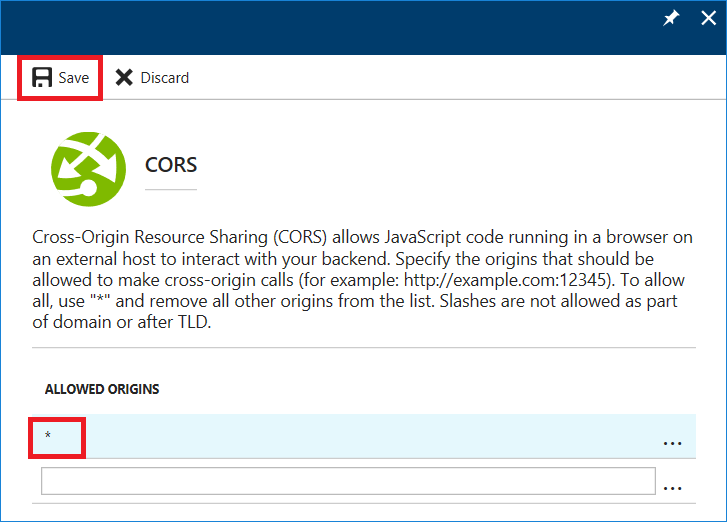 Save Discard
CORS
Cross-Origin Resource Sharing (CORS) allows JavaScript code running in a browser on
an external host to interact with your backend. Specify the origins that should be
allowed to make cross-origin calls (for example: http://example.com:12345). To allow
all, use "*" and remove all other origins from the list. Slashes are not allowed as part
of domain or after TLD.
ALLOWED ORIGINS
* ...
...